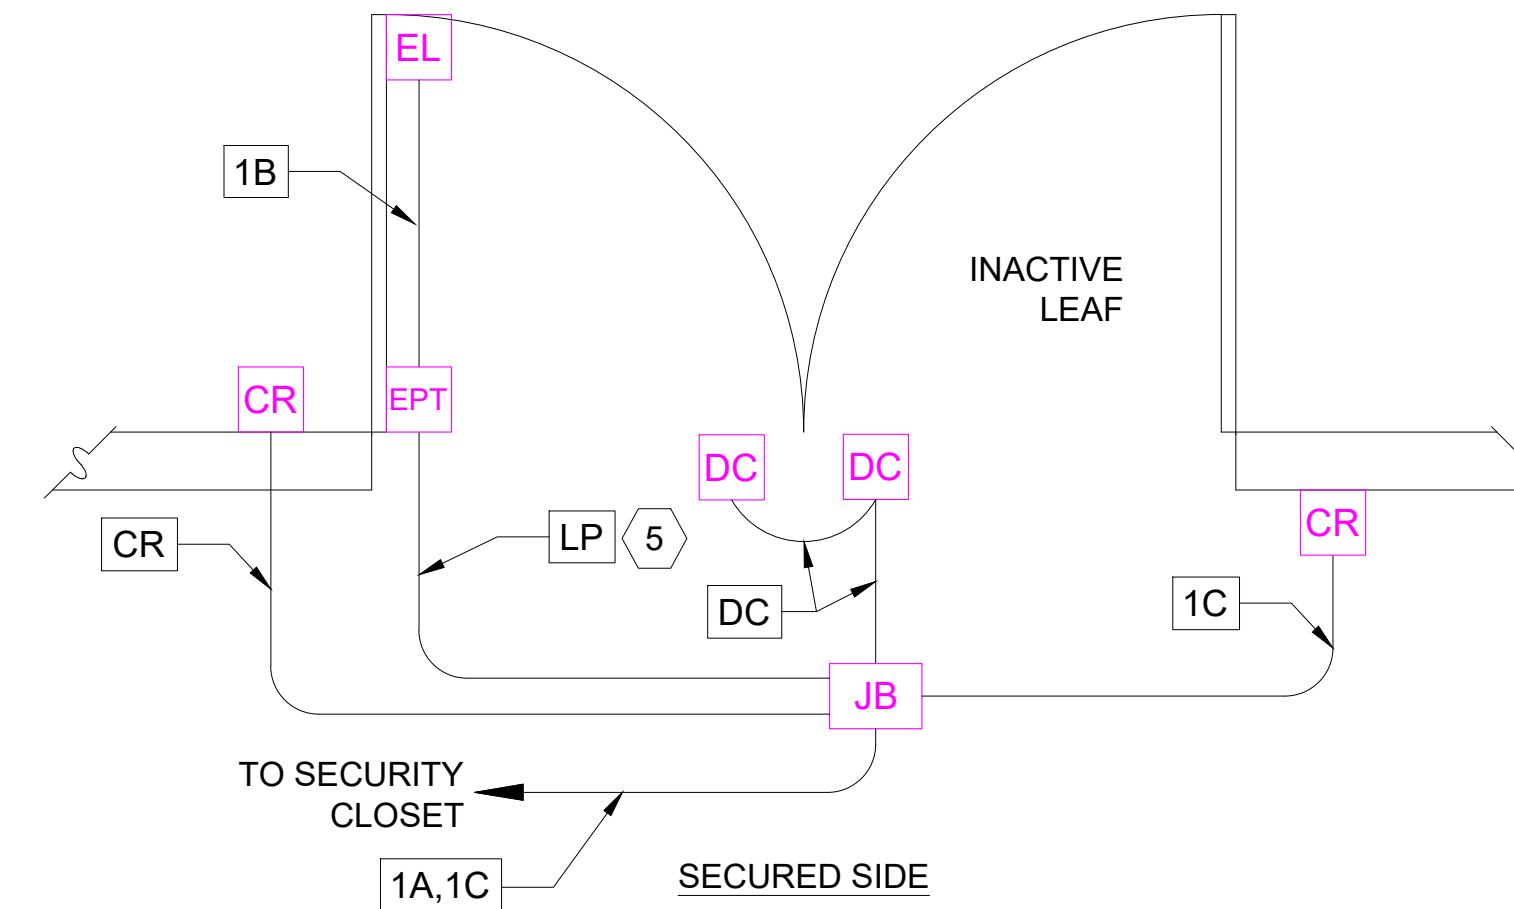 EL
1B
INACTIVE
LEAF
CR
EPT
DC
DC
CR
CR
LP
5
DC
1C
JB
TO SECURITY
CLOSET
1A,1C
SECURED SIDE